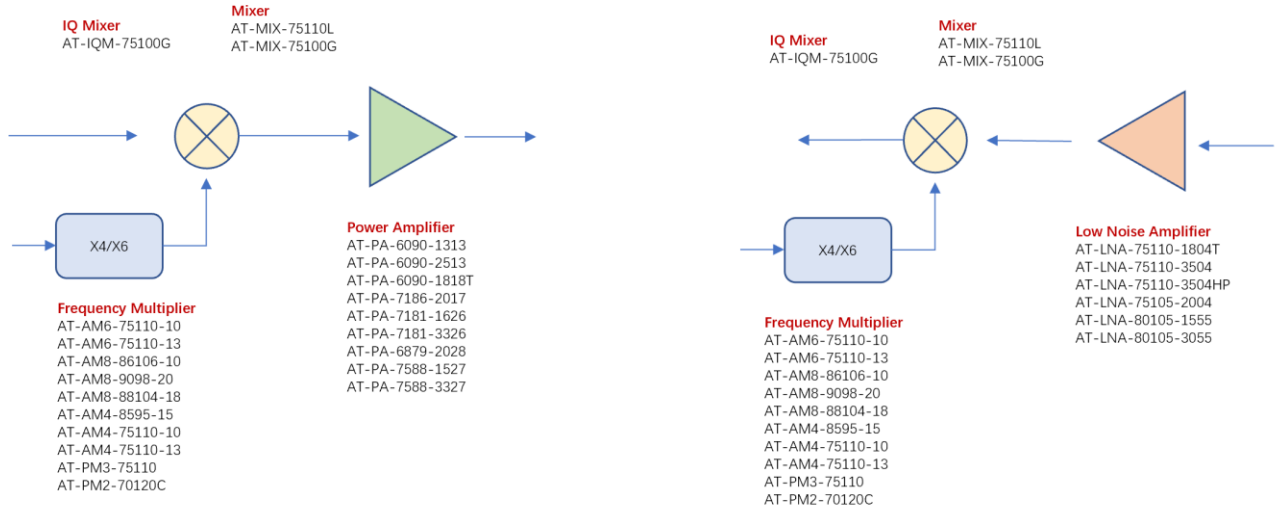 IQ Mixer
AT-IQM-75100G
Mixer
AT-MIX-75110L
AT-MIX-75100G
X4/X6
Power Amplifier
AT-PA-6090-1313
AT-PA-6090-2513
AT-PA-6090-1818T
AT-PA-7186-2017
AT-PA-7181-1626
AT-PA-7181-3326
AT-PA-6879-2028
AT-PA-7588-1527
AT-PA-7588-3327
Frequency Multiplier
AT-AM6-75110-10
AT-AM6-75110-13
AT-AM8-86106-10
AT-AM8-9098-20
AT-AM8-88104-18
AT-AM4-8595-15
AT-AM4-75110-10
AT-AM4-75110-13
AT-PM3-75110
AT-PM2-70120C
IQ Mixer
AT-IQM-75100G
Mixer
AT-MIX-75110L
AT-MIX-75100G
X4/X6
Low Noise Amplifier
AT-LNA-75110-1804T
AT-LNA-75110-3504
AT-LNA-75110-3504HP
AT-LNA-75105-2004
AT-LNA-80105-1555
AT-LNA-80105-3055
Frequency Multiplier
AT-AM6-75110-10
AT-AM6-75110-13
AT-AM8-86106-10
AT-AM8-9098-20
AT-AM8-88104-18
AT-AM4-8595-15
AT-AM4-75110-10
AT-AM4-75110-13
AT-PM3-75110
AT-PM2-70120C